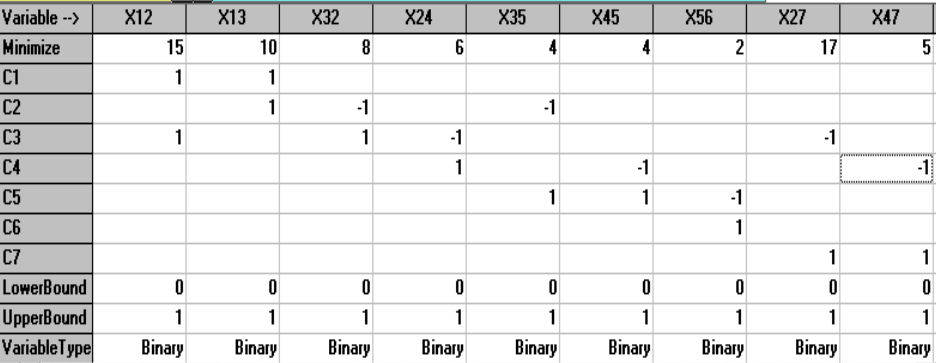 Variable --> X12 X13 X32 X24 X35 X45 X56 X27 X47
Minimize 15 10 8 6 4 4 2 17 5
C1 1 1
C2 1 -1 -1
C3 1 1 -1 -1
C4 1 -1 -1
C5 1 1 -1
C6 1
C7 1 1
LowerBound 0 0 0 0 0 0 0 0 0
UpperBound 1 1 1 1 1 1 1 1 1
VariableType Binary Binary Binary Binary Binary Binary Binary Binary Binary